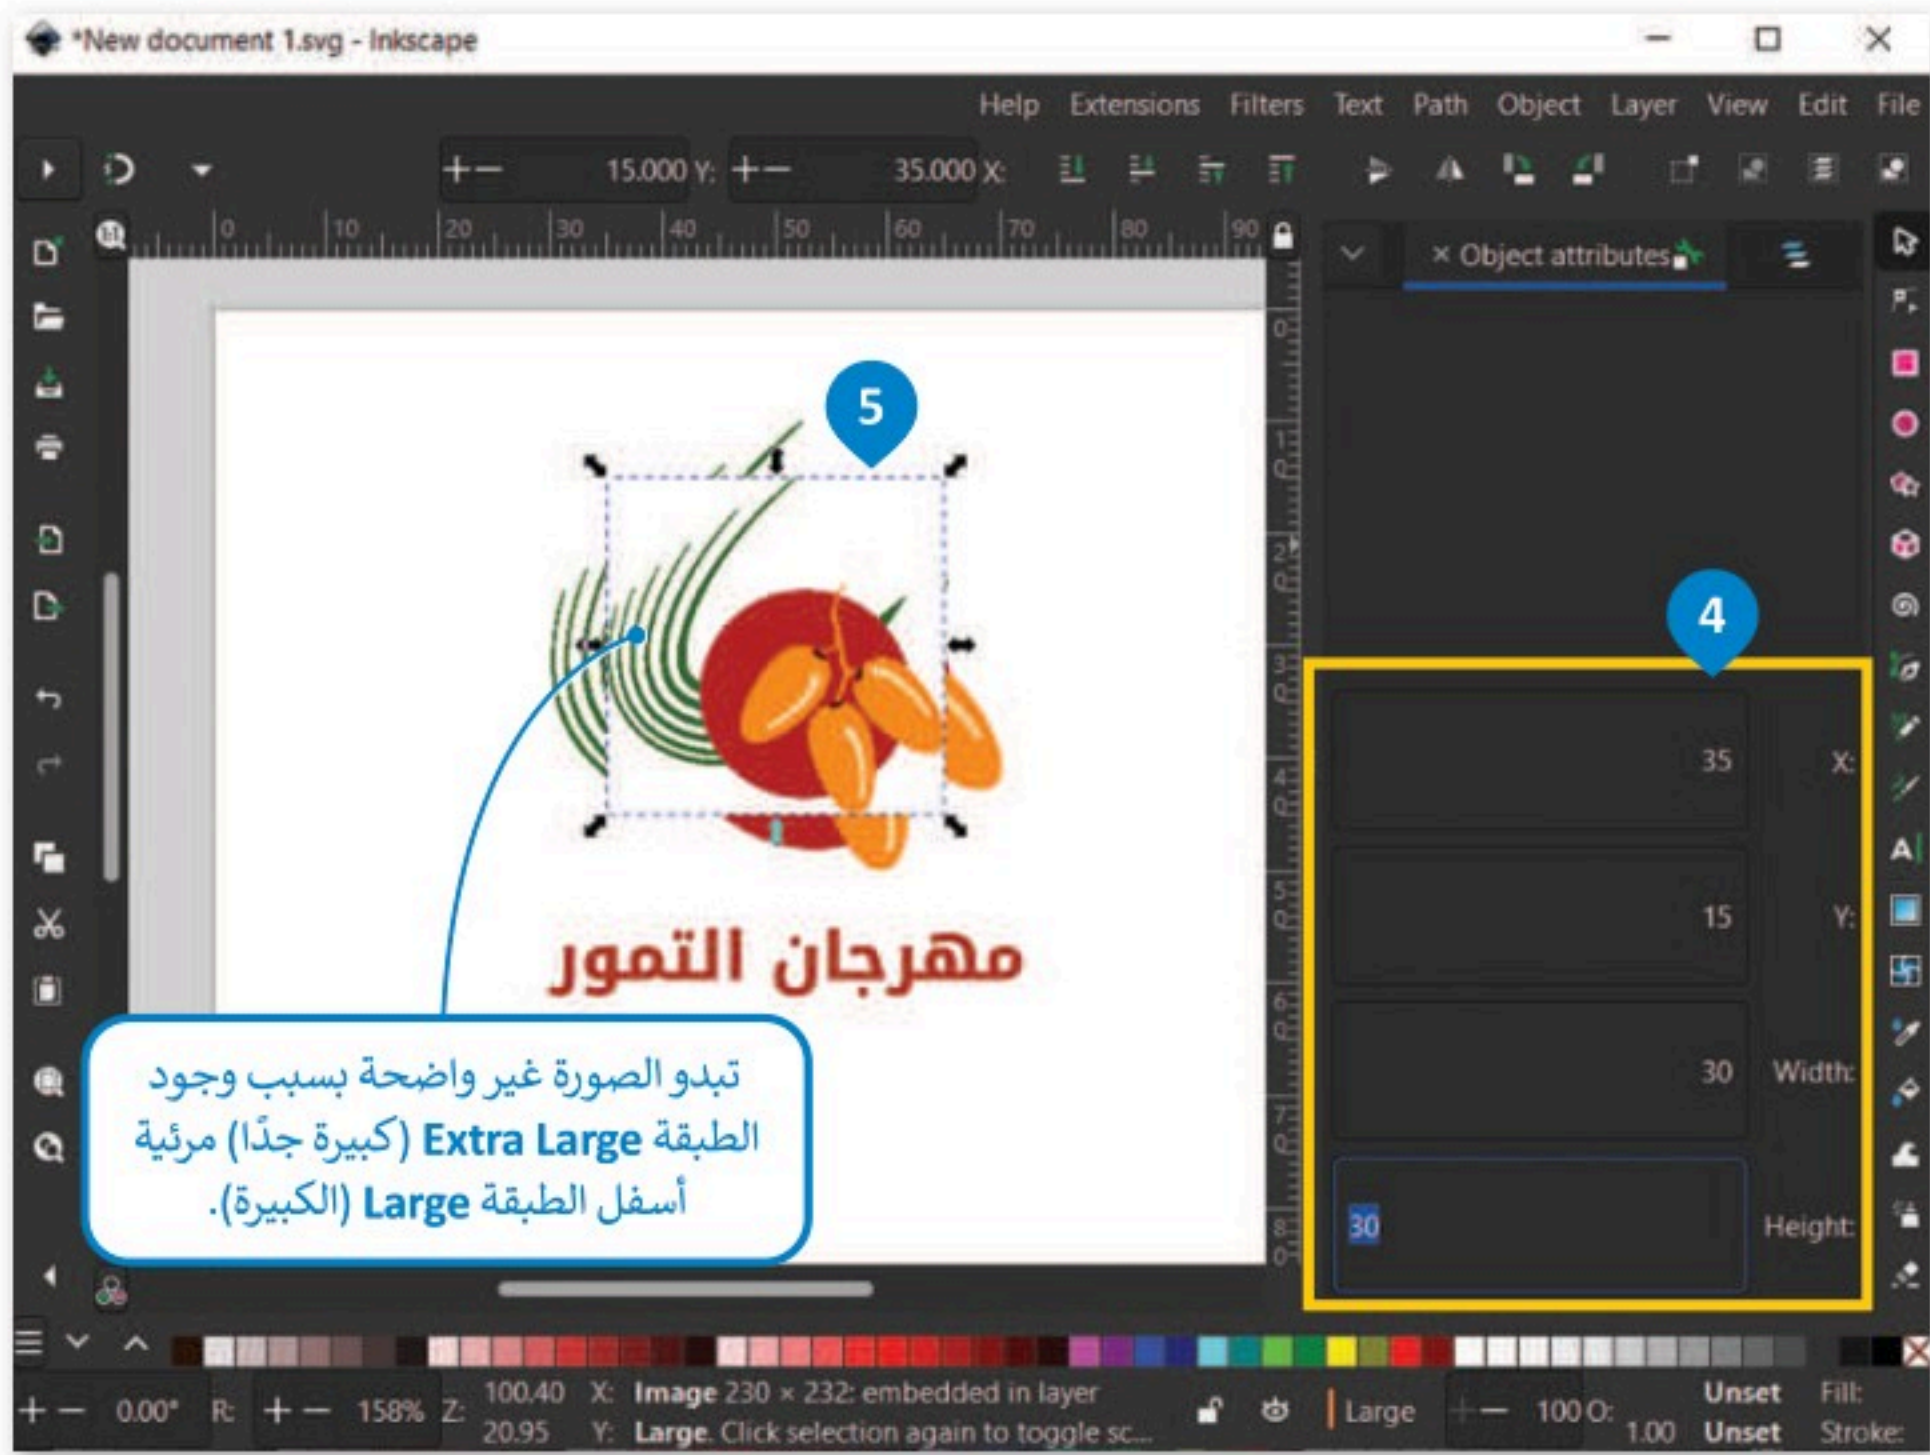 *New document 1.svg - Inkscape
Help Extensions Filters Text Path Object Layer View Edit File
15.000 Y: 35.000 X:
0 10 20 30 40 50 60 70 80 90
× Object attributes
5
4
35 X:
15 Y:
30 Width:
30 Height:
مهرجان التمور
تبدو الصورة غير واضحة بسبب وجود
الطبقة Extra Large (كبيرة جدًا) مرئية
أسفل الطبقة Large (الكبيرة).
0.00° R: 158% Z: 100.40 X: Image 230 × 232: embedded in layer
20.95 Y: Large. Click selection again to toggle sc...
Large 100 O: Unset Fill:
1.00 Unset Stroke: